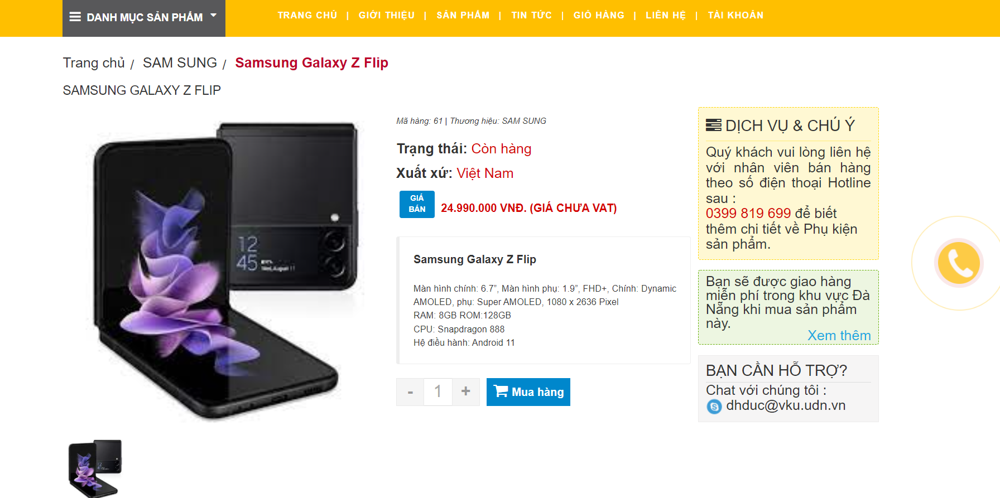 DANH MỤC SẢN PHẨM
TRANG CHỦ | GIỚI THIỆU | SẢN PHẨM | TIN TỨC | GIỎ HÀNG | LIÊN HỆ | TÀI KHOẢN
Trang chủ / SAM SUNG / Samsung Galaxy Z Flip
SAMSUNG GALAXY Z FLIP
12
45
Mã hàng: 61 | Thương hiệu: SAM SUNG
Trạng thái: Còn hàng
Xuất xứ: Việt Nam
GIÁ
BÁN
24.990.000 VNĐ. (GIÁ CHƯA VAT)
Samsung Galaxy Z Flip
Màn hình chính: 6.7”, Màn hình phụ: 1.9”, FHD+, Chính: Dynamic
AMOLED, phụ: Super AMOLED, 1080 x 2636 Pixel
RAM: 8GB ROM:128GB
CPU: Snapdragon 888
Hệ điều hành: Android 11
- 1 +
Mua hàng
DỊCH VỤ & CHÚ Ý
Quý khách vui lòng liên hệ
với nhân viên bán hàng
theo số điện thoại Hotline
sau :
0399 819 699 để biết
thêm chi tiết về Phụ kiện
sản phẩm.
Bạn sẽ được giao hàng
miễn phí trong khu vực Đà
Nẵng khi mua sản phẩm
này.
Xem thêm
BẠN CẦN HỖ TRỢ?
Chat với chúng tôi :
dhduc@vku.udn.vn